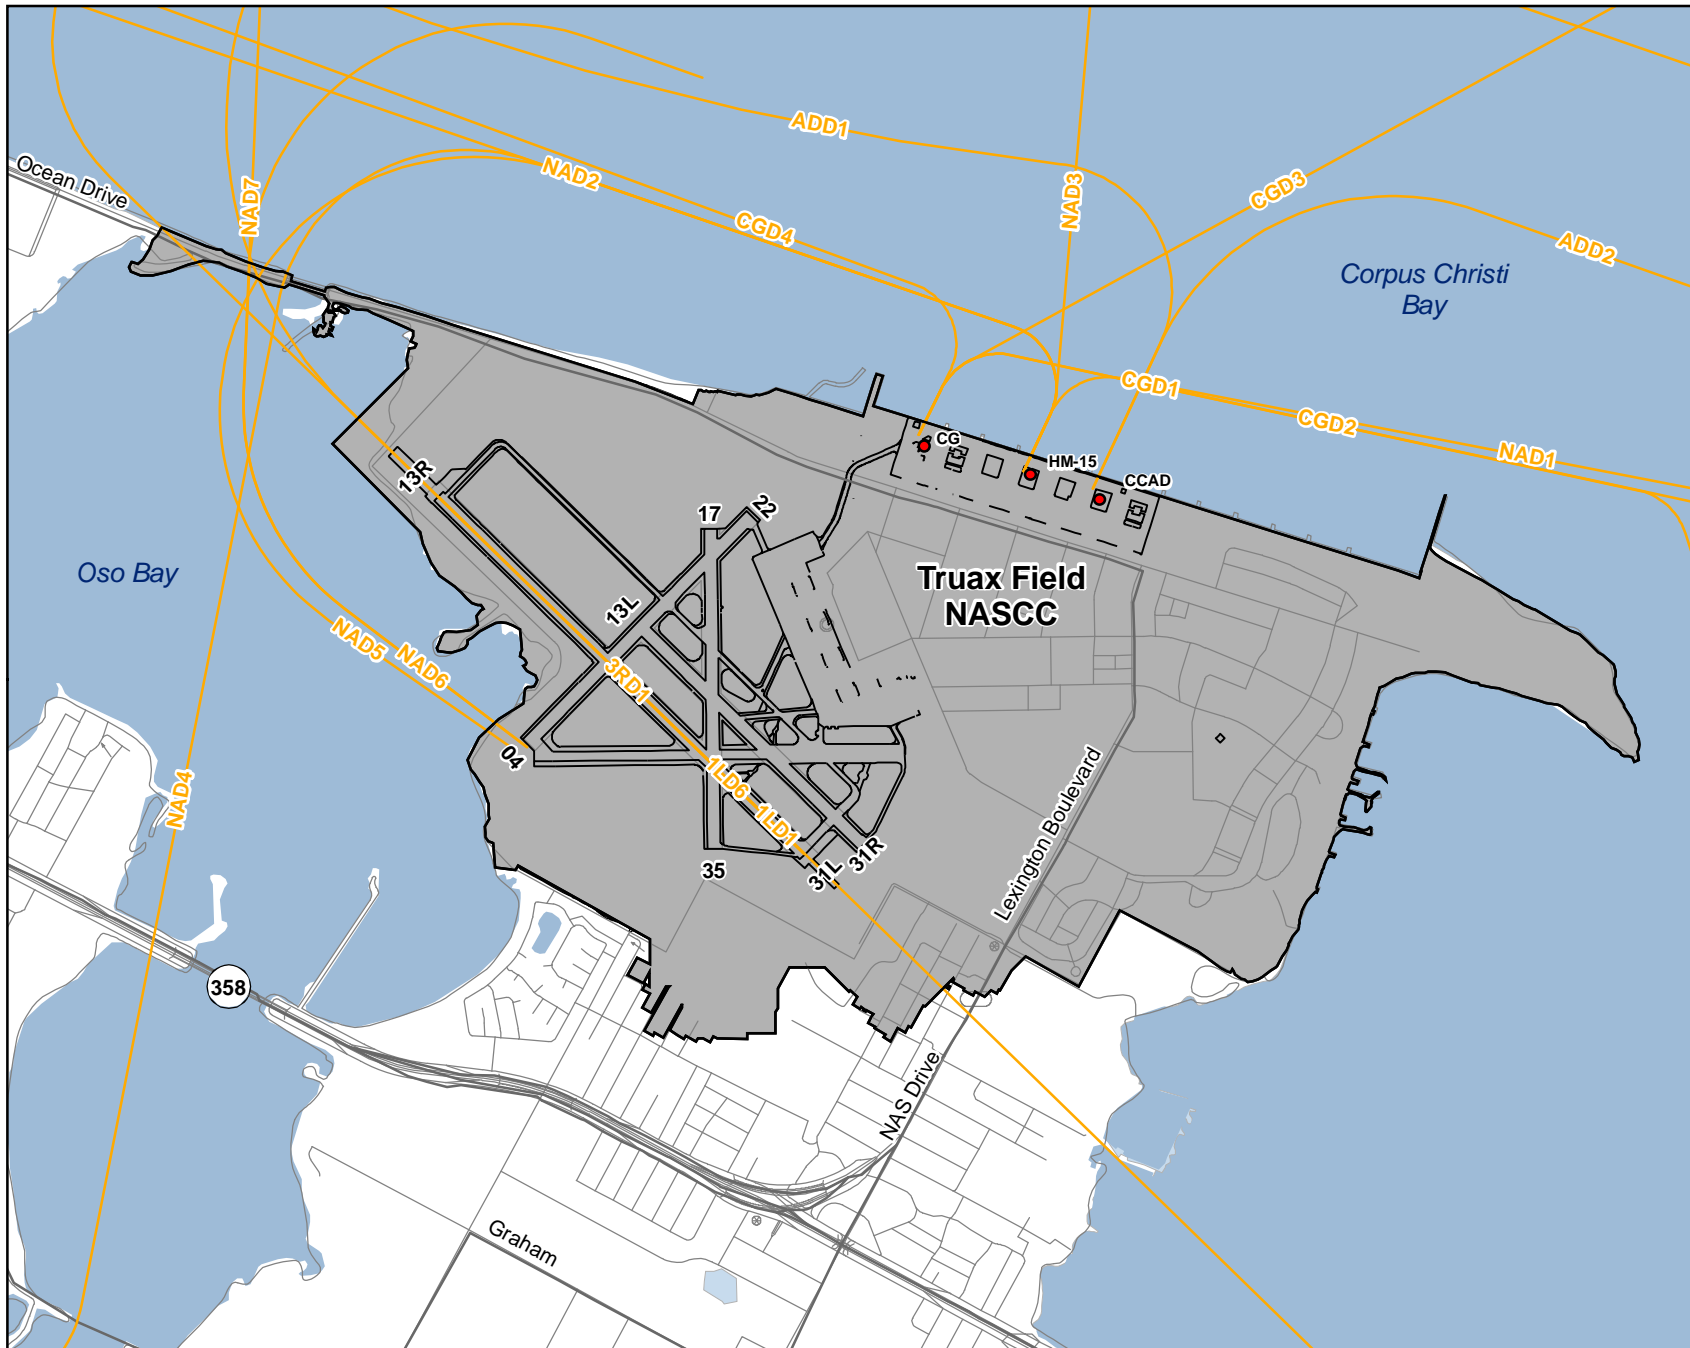 ADD1
Ocean Drive
NAD2
NAD7
NAD3
CGD3
CGD4
ADD2
Corpus Christi
Bay
CGD1
CGD2
NAD1
CG
HM-15
CCAD
13R
17
22
Oso Bay
Truax Field
NASCC
13L
NAD5
NAD6
3RD1
04
NAD4
1LD6
1LD1
Lexington Boulevard
35
31L
31R
358
NAS Drive
Graham